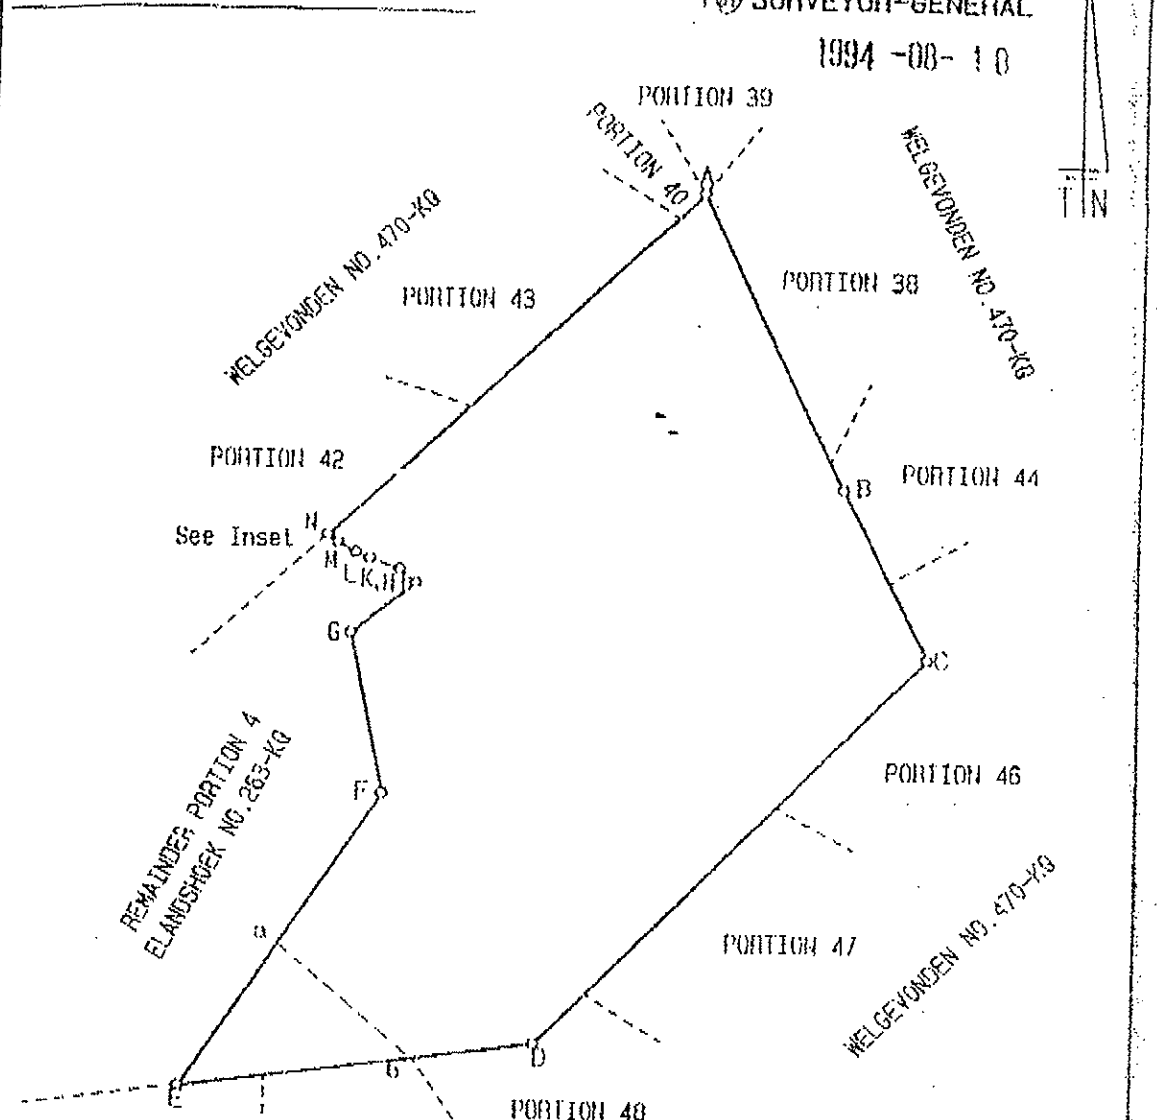 SURVEYOR-GENERAL
1994 -08- 10
PORTION 39
PORTION 40
WELGEVONDEN NO.470-KQ
T N
WELGEVONDEN NO.470-KQ
PORTION 38
PORTION 43
PORTION 42
PORTION 44
B
See Inset
N
M
L K
H
G
C
REMAINDER PORTION 4
ELANDSHOEK NO.263-KQ
F
PORTION 46
a
PORTION 47
WELGEVONDEN NO.470-KQ
D
b
E
PORTION 48